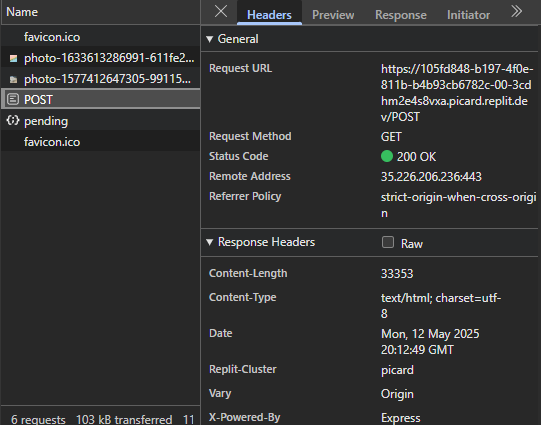 Name
favicon.ico
photo-1633613286991-611fe2...
photo-1577412647305-99115...
POST
pending
favicon.ico
6 requests 103 kB transferred 11
Headers Preview Response Initiator
General
Request URL
https://105fd848-b197-4f0e-
811b-b4b93cb6782c-00-3cd
hm2e4s8vxa.picard.replit.de
v/POST
Request Method GET
Status Code 200 OK
Remote Address 35.226.206.236:443
Referrer Policy strict-origin-when-cross-origi
n
Response Headers Raw
Content-Length 33353
Content-Type text/html; charset=utf-
8
Date Mon, 12 May 2025
20:12:49 GMT
Replit-Cluster picard
Vary Origin
X-Powered-By Express